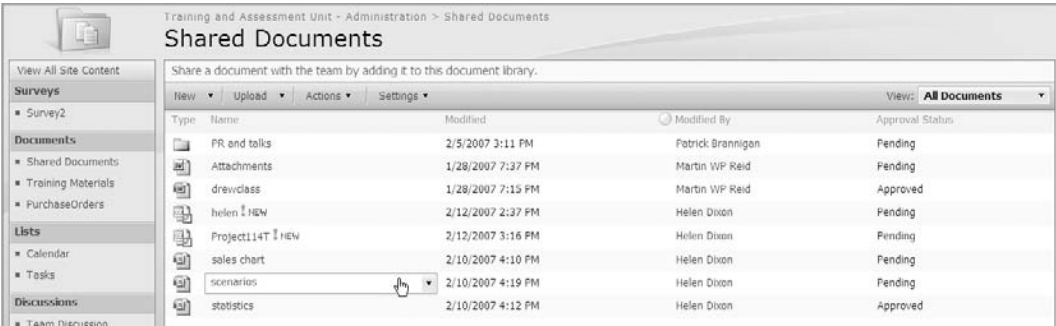 Training and Assessment Unit - Administration > Shared Documents
Shared Documents
View All Site Content
Surveys
Survey2
Documents
Shared Documents
Training Materials
PurchaseOrders
Lists
Calendar
Tasks
Discussions
Team Discussion
Share a document with the team by adding it to this document library.
New Upload Actions Settings View: All Documents
Type Name Modified Modified By Approval Status
PR and talks 2/5/2007 3:11 PM Patrick Brannigan Pending
Attachments 1/28/2007 7:37 PM Martin WP Reid Pending
drewclass 1/28/2007 7:15 PM Martin WP Reid Approved
helen ! NEW 2/12/2007 2:37 PM Helen Dixon Pending
Project114T ! NEW 2/12/2007 3:16 PM Helen Dixon Pending
sales chart 2/10/2007 4:10 PM Helen Dixon Pending
scenarios 2/10/2007 4:19 PM Helen Dixon Pending
statistics 2/10/2007 4:12 PM Helen Dixon Approved